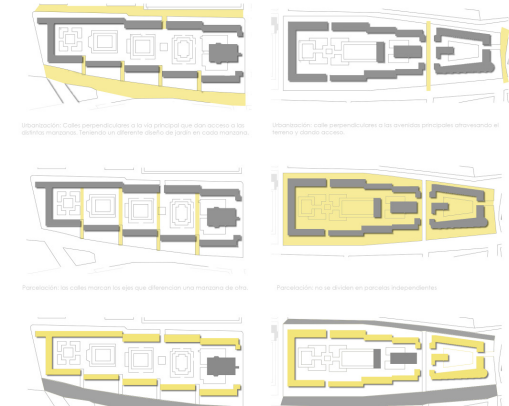 Urbanización: Calles perpendiculares a la vía principal que dan acceso a las
distintas manzanas. Teniendo un diferente diseño de jardín en cada manzana.
Urbanización: calle perpendiculares a las avenidas principales atravesando el
terreno y dando acceso.
Parcelación: las calles marcan los ejes que diferencian una manzana de otra.
Parcelación: no se dividen en parcelas independientes